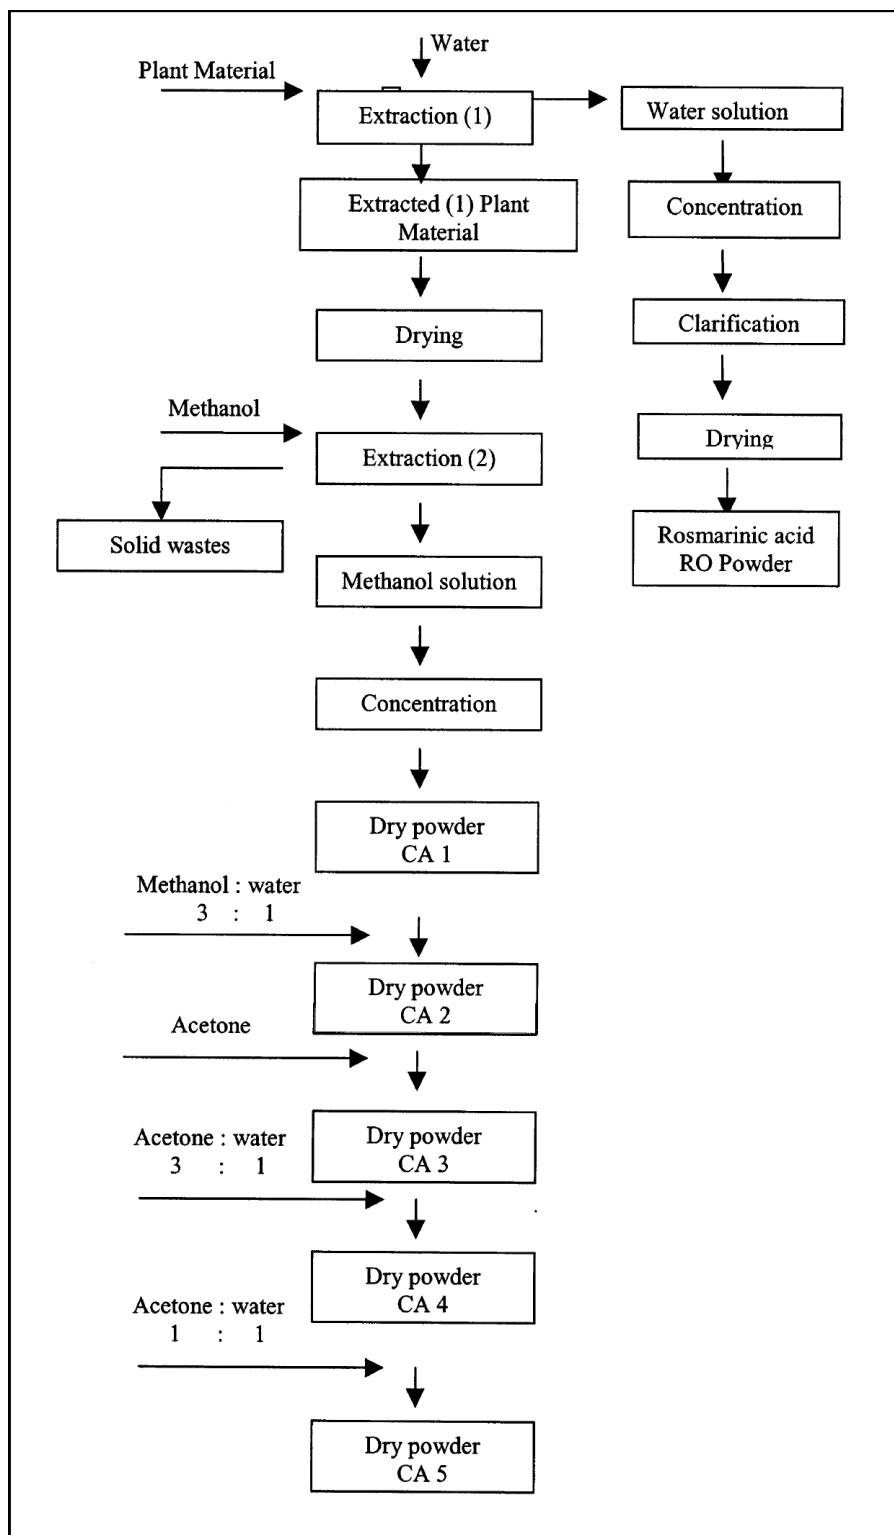 Water
Plant Material
Extraction (1)
Water solution
Extracted (1) Plant
Material
Concentration
Drying
Clarification
Methanol
Extraction (2)
Drying
Solid wastes
Methanol solution
Rosmarinic acid
RO Powder
Concentration
Dry powder
CA 1
Methanol : water
3 : 1
Dry powder
CA 2
Acetone
Dry powder
CA 3
Acetone : water
3 : 1
Dry powder
CA 4
Acetone : water
1 : 1
Dry powder
CA 5